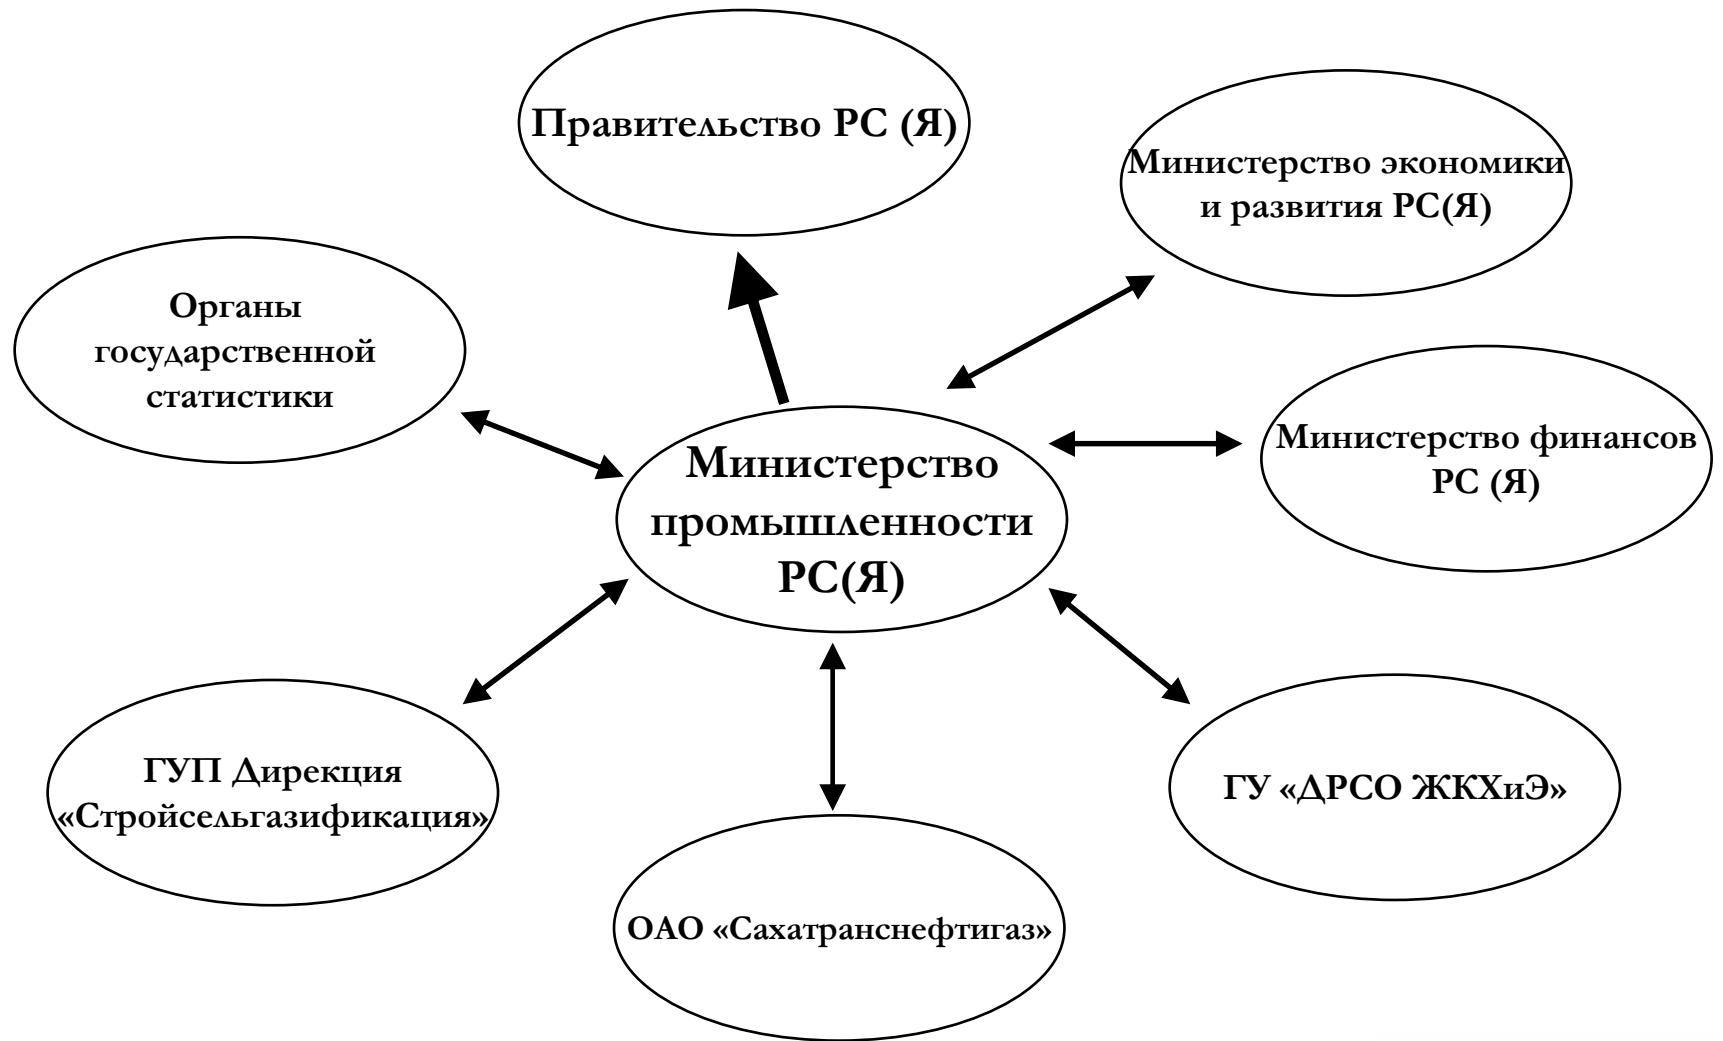 Правительство РС (Я)
Министерство экономики
и развития РС(Я)
Органы
государственной
статистики
Министерство финансов
РС (Я)
Министерство
промышленности
РС(Я)
ГУП Дирекция
«Стройсельгазификация»
ГУ «ДРСО ЖКХиЭ»
ОАО «Сахатранснефтигаз»